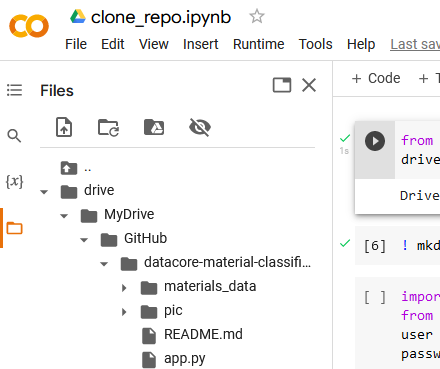 clone_repo.ipynb
File Edit View Insert Runtime Tools Help Last sav
Files
+ Code + T
..
drive
MyDrive
GitHub
datacore-material-classifi...
materials_data
pic
README.md
app.py
{x}
1s
from
drive
Drive
[6] ! mkd
[ ] impor
from
user
passw